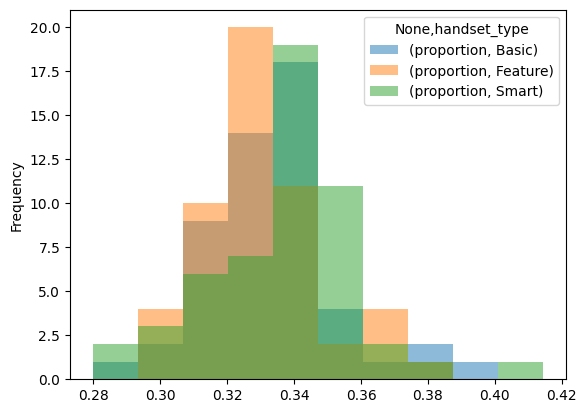 None,handset_type
(proportion, Basic)
(proportion, Feature)
(proportion, Smart)
Frequency
20.0
17.5
15.0
12.5
10.0
7.5
5.0
2.5
0.0
0.28 0.30 0.32 0.34 0.36 0.38 0.40 0.42